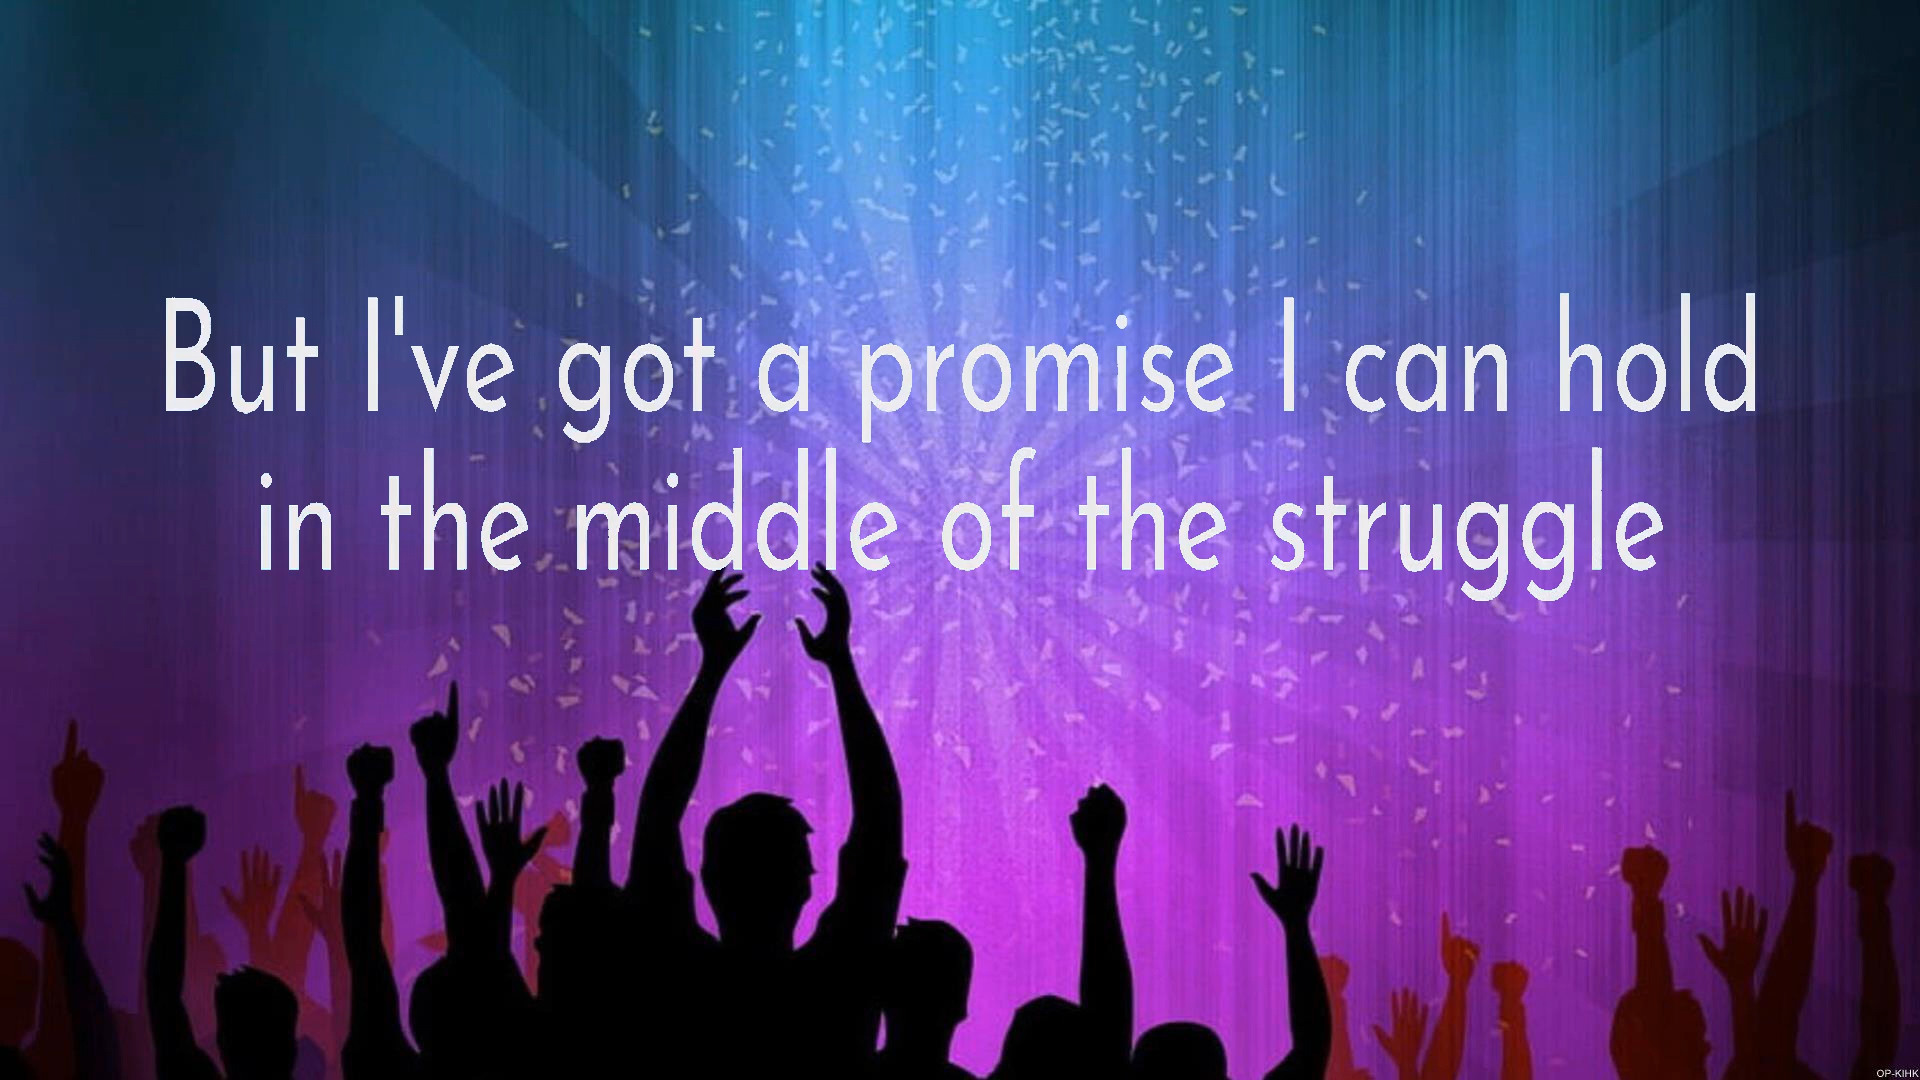 But I've got a promise I can hold
in the middle of the struggle
OP-KIHK